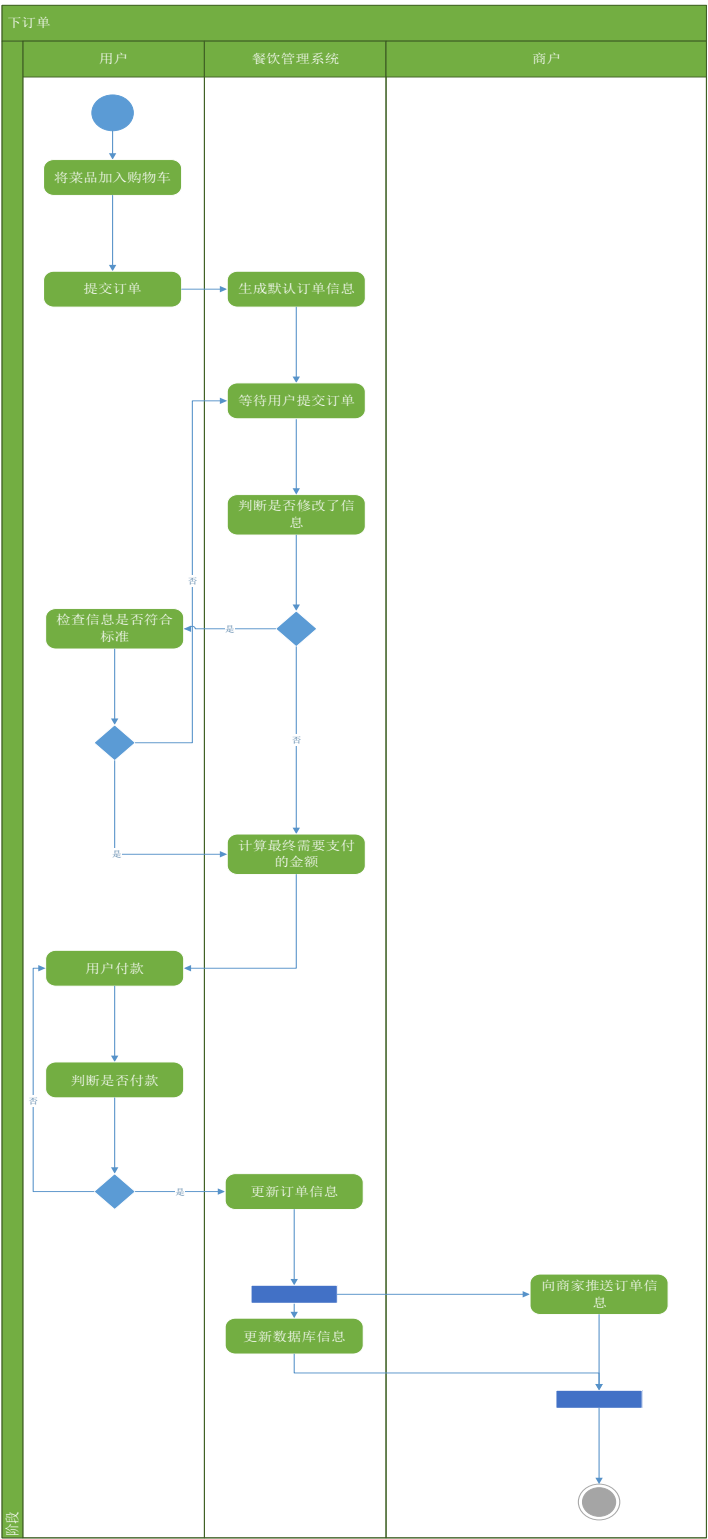 下订单
用户
餐饮管理系统
商户
将菜品加入购物车
提交订单
生成默认订单信息
等待用户提交订单
判断是否修改了信
息
否
检查信息是否符合
标准
是
否
是
计算最终需要支付
的金额
用户付款
判断是否付款
否
是
更新订单信息
向商家推送订单信
息
更新数据库信息
阶段